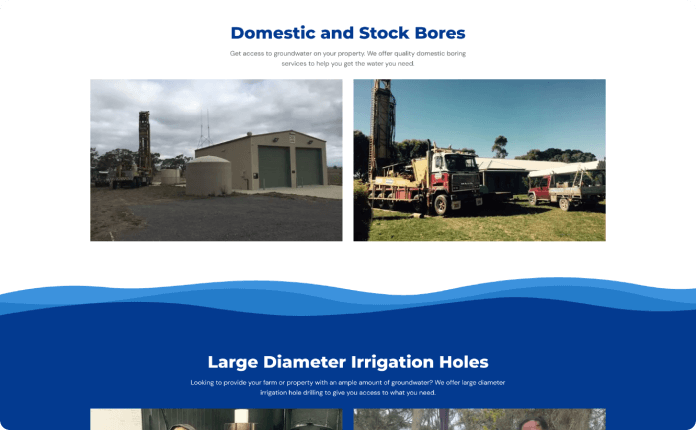 Domestic and Stock Bores
Get access to groundwater on your property. We offer quality domestic boring
services to help you get the water you need.
Large Diameter Irrigation Holes
Looking to provide your farm or property with an ample amount of groundwater? We offer large diameter
irrigation hole drilling to give you access to what you need.